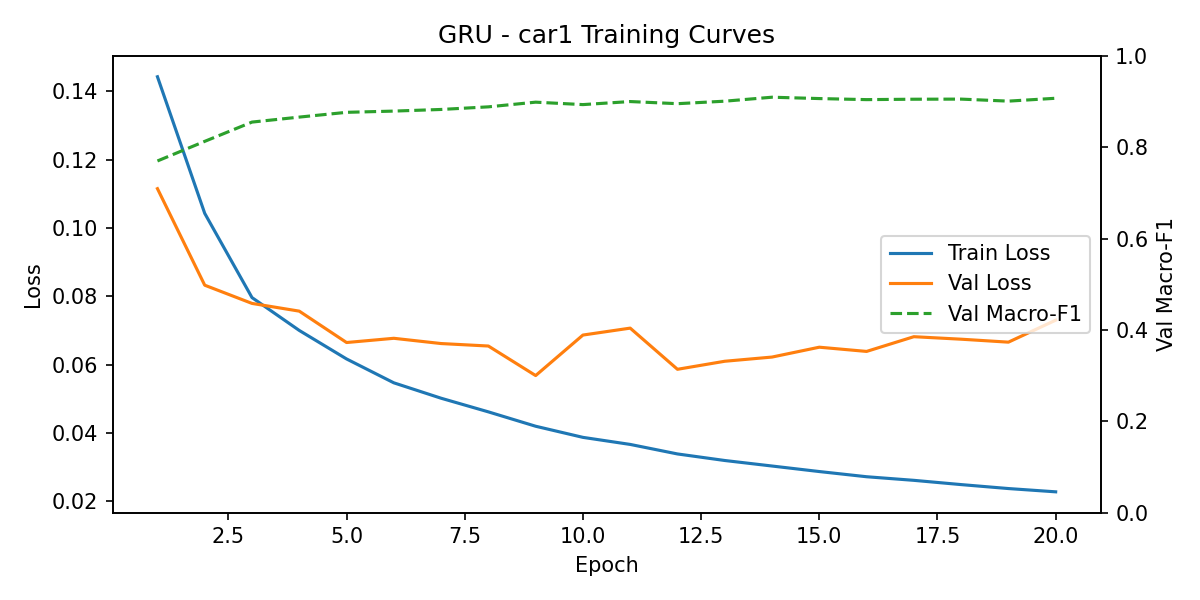 GRU - car1 Training Curves
0.14
0.12
0.10
0.08
0.06
0.04
0.02
Loss
1.0
0.8
0.6
0.4
0.2
0.0
Val Macro-F1
Train Loss
Val Loss
Val Macro-F1
2.5 5.0 7.5 10.0 12.5 15.0 17.5 20.0
Epoch